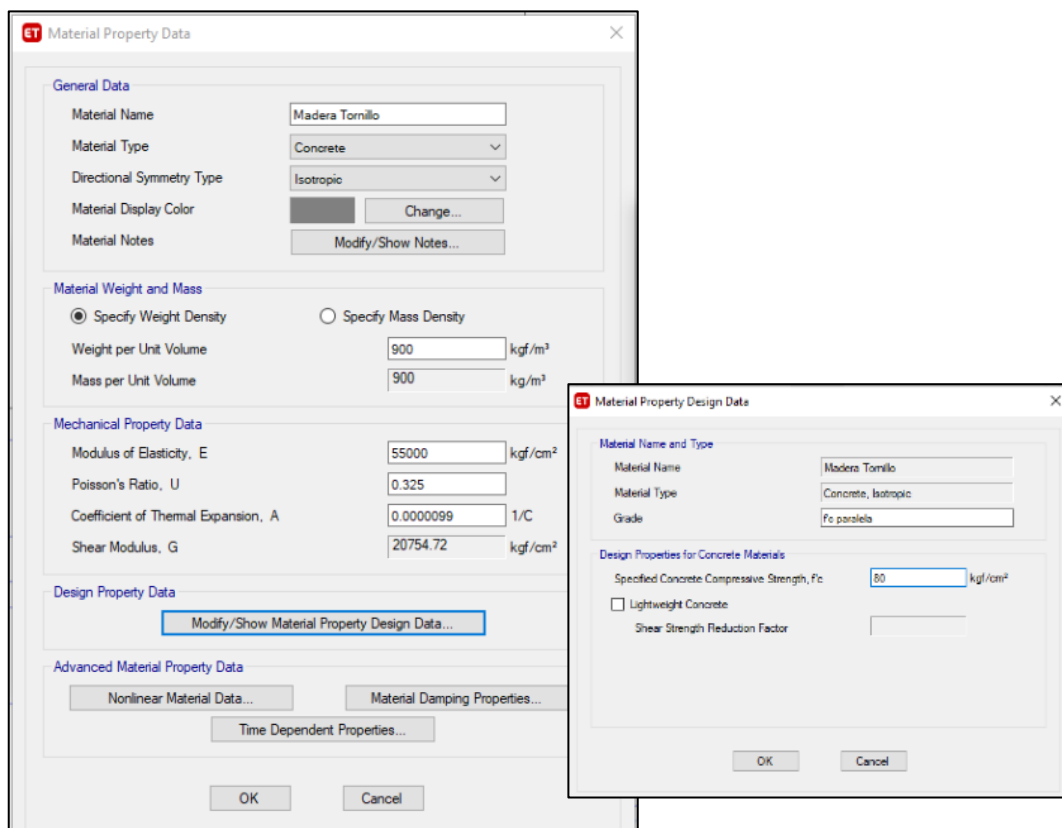 ET Material Property Data
General Data
Material Name Madera Tornillo
Material Type Concrete
Directional Symmetry Type Isotropic
Material Display Color Change...
Material Notes Modify/Show Notes...
Material Weight and Mass
Specify Weight Density Specify Mass Density
Weight per Unit Volume 900 kgf/m³
Mass per Unit Volume 900 kg/m³
Mechanical Property Data
Modulus of Elasticity, E 55000 kgf/cm²
Poisson's Ratio, U 0.325
Coefficient of Thermal Expansion, A 0.0000099 1/C
Shear Modulus, G 20754.72 kgf/cm²
Design Property Data
Modify/Show Material Property Design Data...
Advanced Material Property Data
Nonlinear Material Data... Material Damping Properties...
Time Dependent Properties...
OK Cancel
ET Material Property Design Data
Material Name and Type
Material Name Madera Tornillo
Material Type Concrete, Isotropic
Grade f'c paralela
Design Properties for Concrete Materials
Specified Concrete Compressive Strength, f'c 80 kgf/cm²
Lightweight Concrete
Shear Strength Reduction Factor
OK Cancel